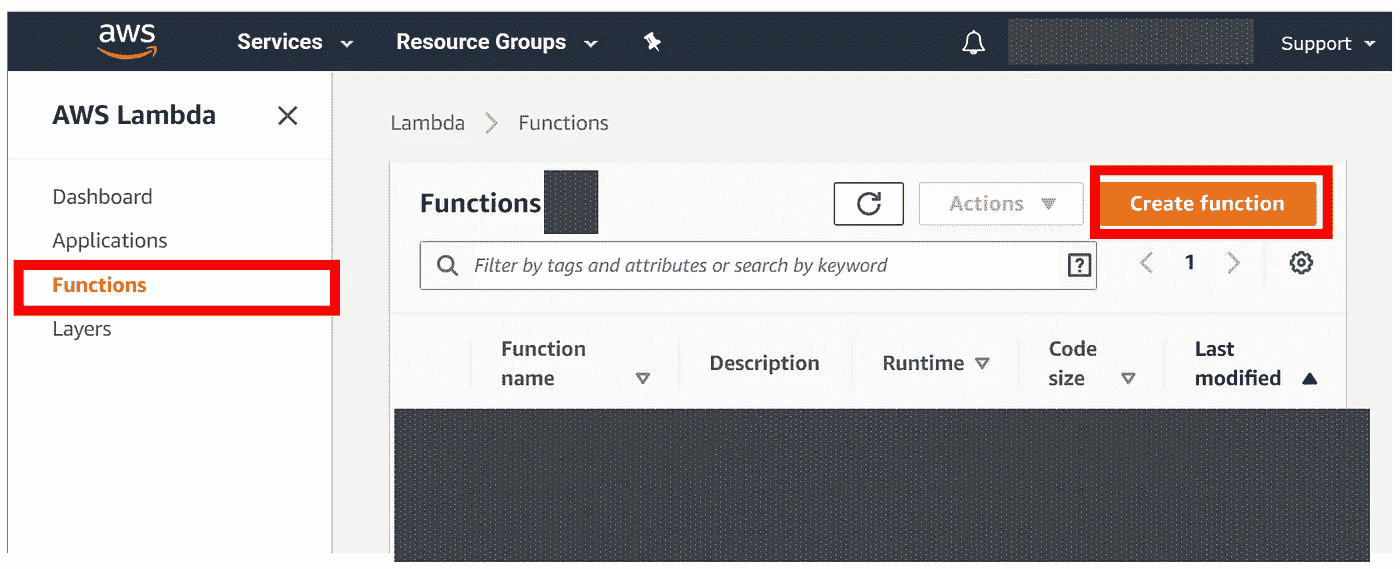 aws Services Resource Groups Support
AWS Lambda
Dashboard
Applications
Functions
Layers
Lambda > Functions
Functions Actions Create function
Filter by tags and attributes or search by keyword ? 1
Function name Description Runtime Code size Last modified